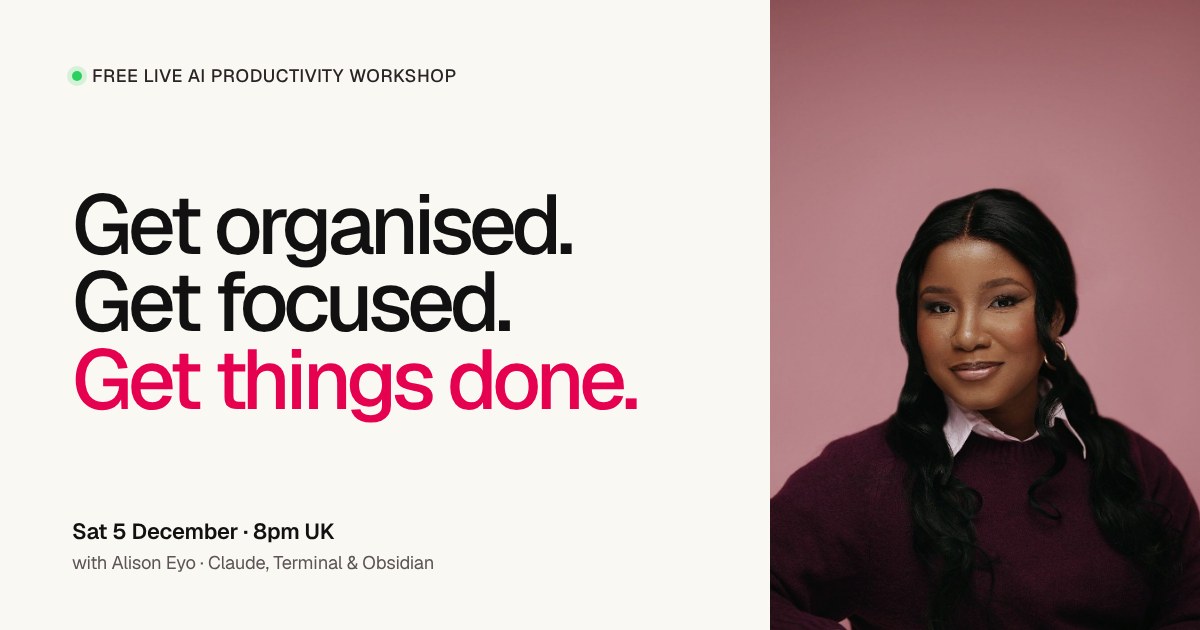 FREE LIVE AI PRODUCTIVITY WORKSHOP
Get organised.
Get focused.
Get things done.
Sat 5 December · 8pm UK
with Alison Eyo · Claude, Terminal & Obsidian